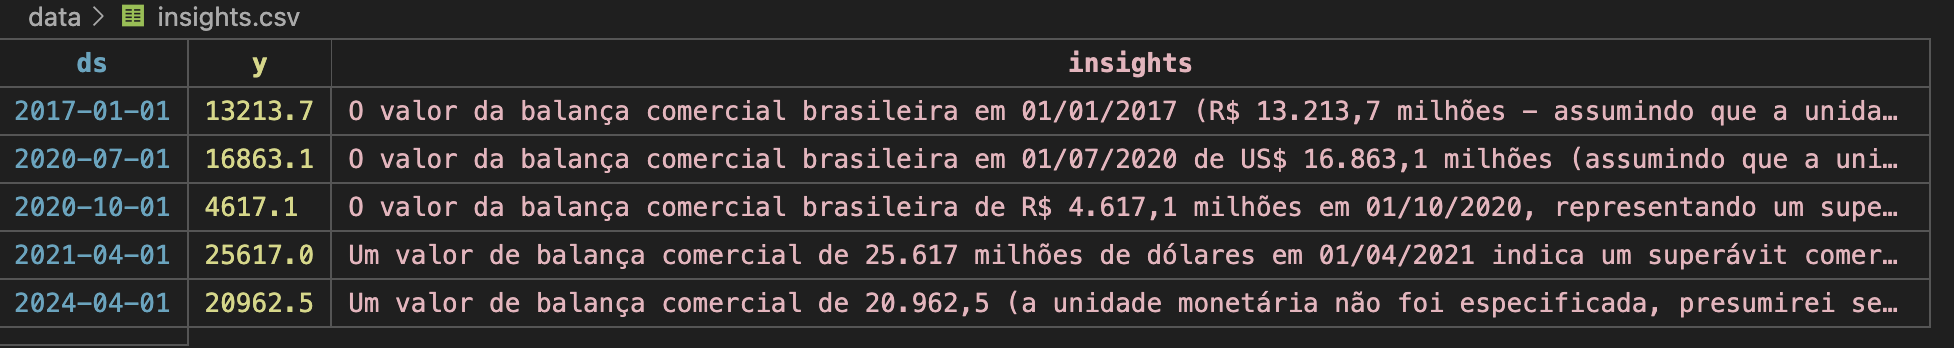 data > insights.csv
ds y insights
2017-01-01 13213.7 O valor da balança comercial brasileira em 01/01/2017 (R$ 13.213,7 milhões – assumindo que a unida…
2020-07-01 16863.1 O valor da balança comercial brasileira em 01/07/2020 de US$ 16.863,1 milhões (assumindo que a uni…
2020-10-01 4617.1 O valor da balança comercial brasileira de R$ 4.617,1 milhões em 01/10/2020, representando um supe…
2021-04-01 25617.0 Um valor de balança comercial de 25.617 milhões de dólares em 01/04/2021 indica um superávit comer…
2024-04-01 20962.5 Um valor de balança comercial de 20.962,5 (a unidade monetária não foi especificada, presumirei se…